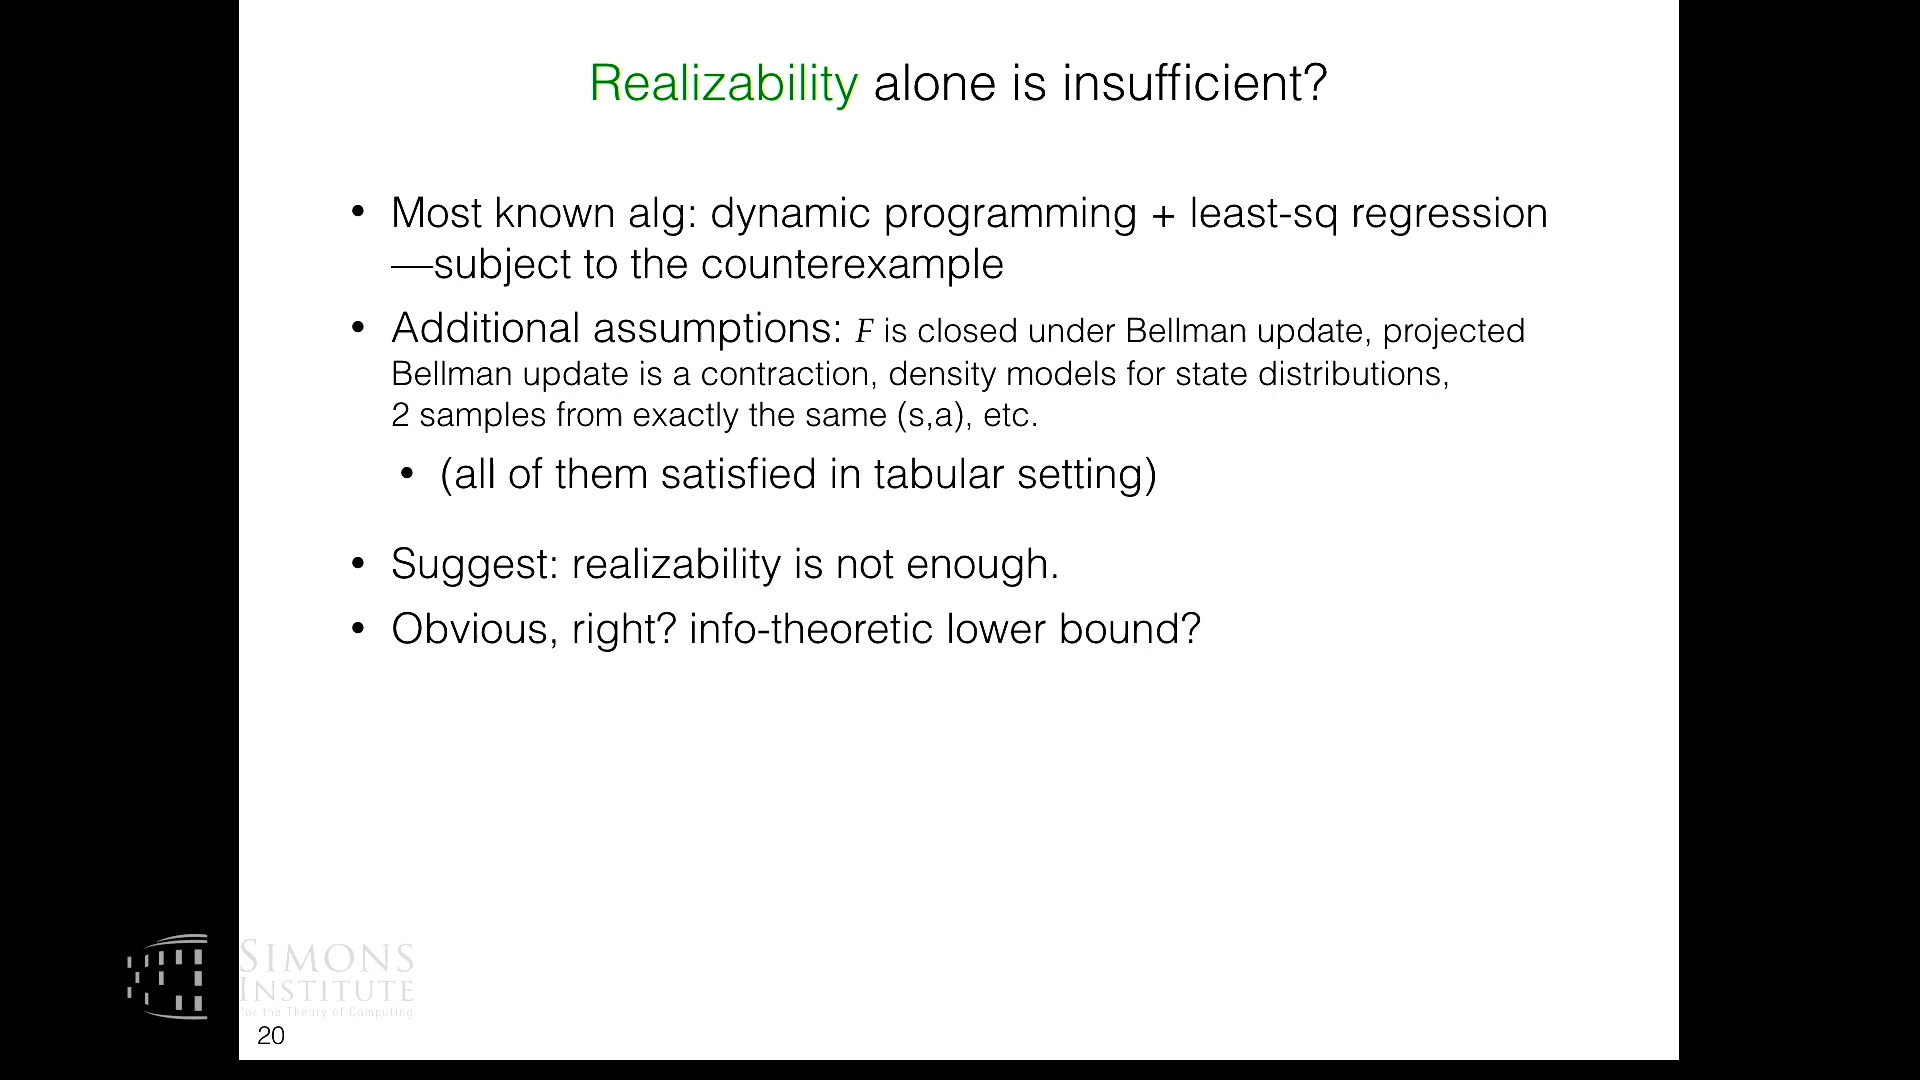 Realizability alone is insufficient?
• Most known alg: dynamic programming + least-sq regression
—subject to the counterexample
• Additional assumptions: F is closed under Bellman update, projected
Bellman update is a contraction, density models for state distributions,
2 samples from exactly the same (s,a), etc.
• (all of them satisfied in tabular setting)
• Suggest: realizability is not enough.
• Obvious, right? info-theoretic lower bound?
SIMONS
INSTITUTE
for the Theory of Computing
20